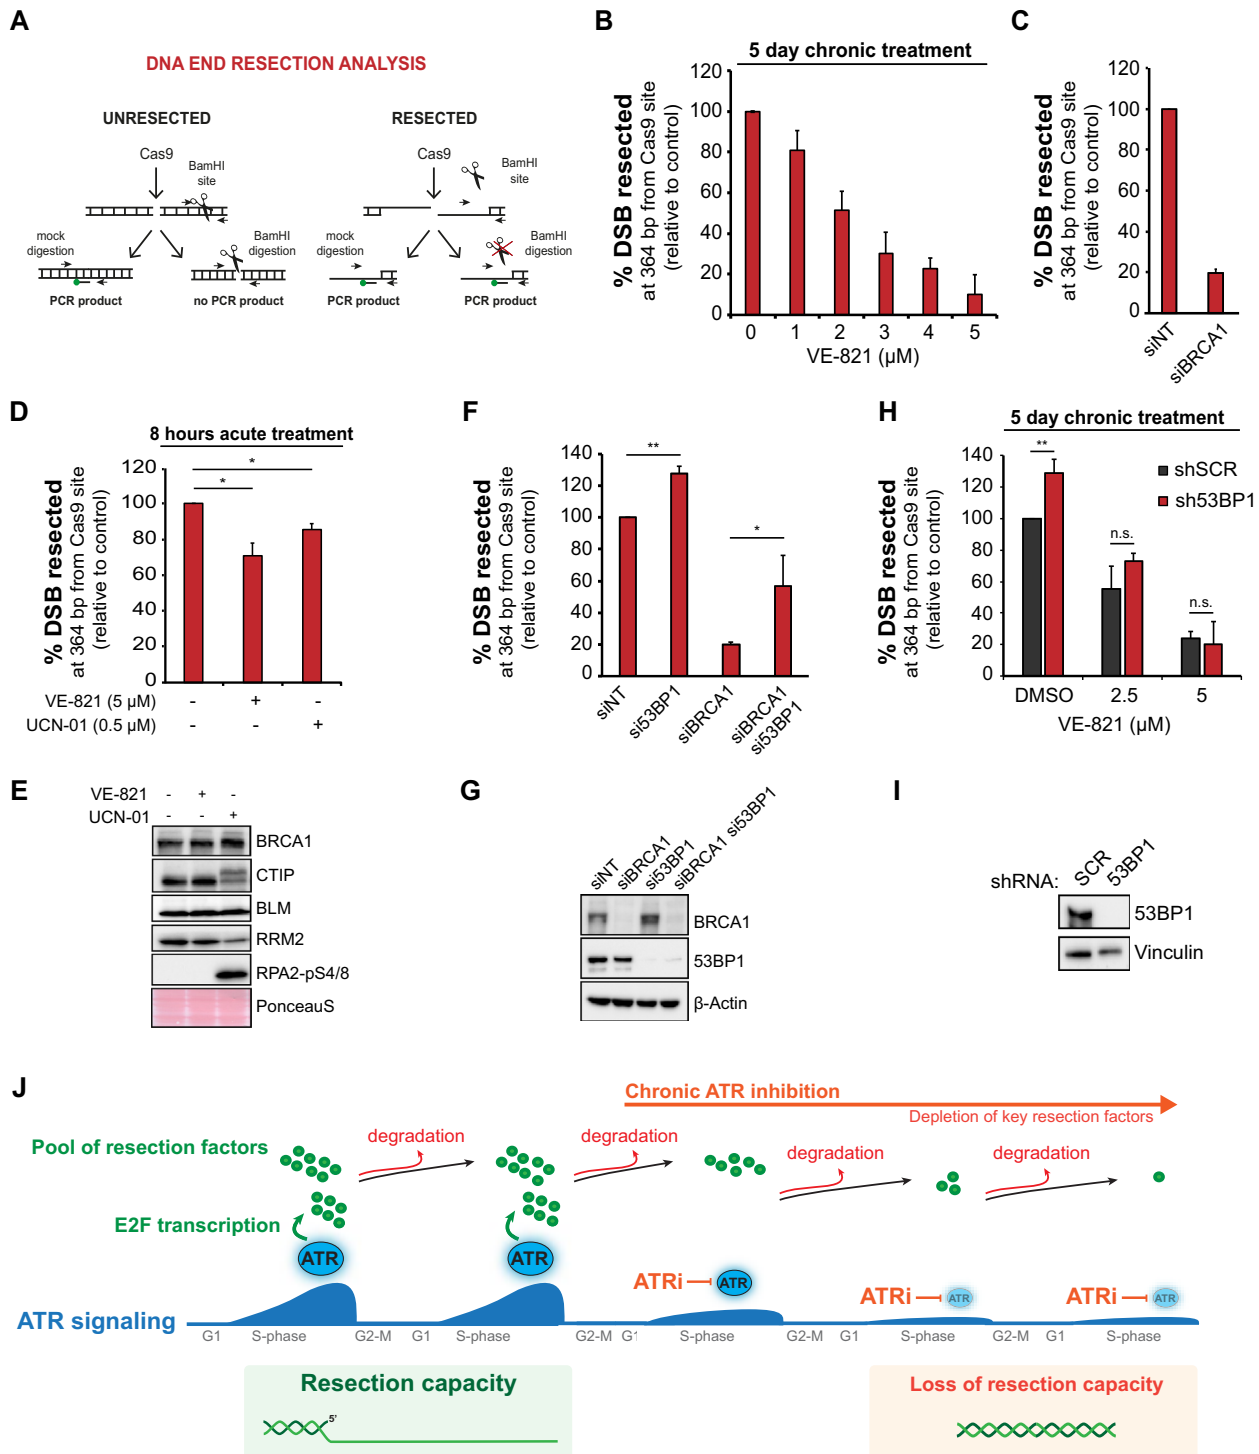 A
DNA END RESECTION ANALYSIS
UNRESECTED
RESECTED
Cas9
BamHI
site
Cas9
BamHI
site
mock
digestion
BamHI
digestion
mock
digestion
BamHI
digestion
PCR product
no PCR product
PCR product
PCR product
B
5 day chronic treatment
% DSB resected
at 364 bp from Cas9 site
(relative to control)
120
100
80
60
40
20
0
0 1 2 3 4 5
VE-821 (µM)
C
% DSB resected
at 364 bp from Cas9 site
(relative to control)
120
100
80
60
40
20
0
siNT
siBRCA1
D
8 hours acute treatment
% DSB resected
at 364 bp from Cas9 site
(relative to control)
120
100
80
60
40
20
0
*
*
VE-821 (5 µM) - + -
UCN-01 (0.5 µM) - - +
F
% DSB resected
at 364 bp from Cas9 site
(relative to control)
140
120
100
80
60
40
20
0
**
*
siNT
si53BP1
siBRCA1
siBRCA1
si53BP1
H
5 day chronic treatment
% DSB resected
at 364 bp from Cas9 site
(relative to control)
140
120
100
80
60
40
20
0
**
n.s.
n.s.
shSCR
sh53BP1
DMSO 2.5 5
VE-821 (µM)
E
VE-821 - + -
UCN-01 - - +
BRCA1
CTIP
BLM
RRM2
RPA2-pS4/8
PonceauS
G
siNT
siBRCA1
si53BP1
siBRCA1 si53BP1
BRCA1
53BP1
β-Actin
I
shRNA:
SCR
53BP1
53BP1
Vinculin
J
Chronic ATR inhibition
Depletion of key resection factors
Pool of resection factors
degradation
degradation
degradation
degradation
E2F transcription
ATR
ATR
ATRi
ATR
ATRi
ATR
ATRi
ATR
ATR signaling
G1 S-phase G2-M G1 S-phase G2-M G1 S-phase G2-M G1 S-phase G2-M G1 S-phase
Resection capacity
5'
Loss of resection capacity